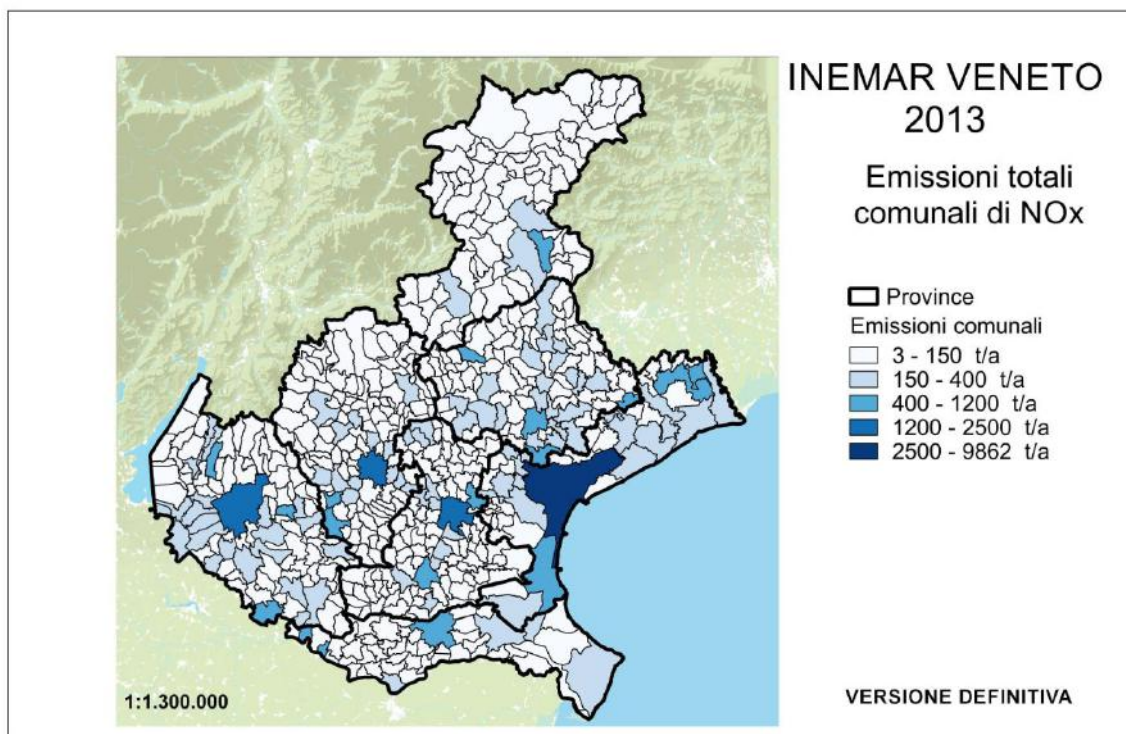 INEMAR VENETO
2013
Emissioni totali
comunali di NOx
Province
Emissioni comunali
3 - 150 t/a
150 - 400 t/a
400 - 1200 t/a
1200 - 2500 t/a
2500 - 9862 t/a
1:1.300.000
VERSIONE DEFINITIVA